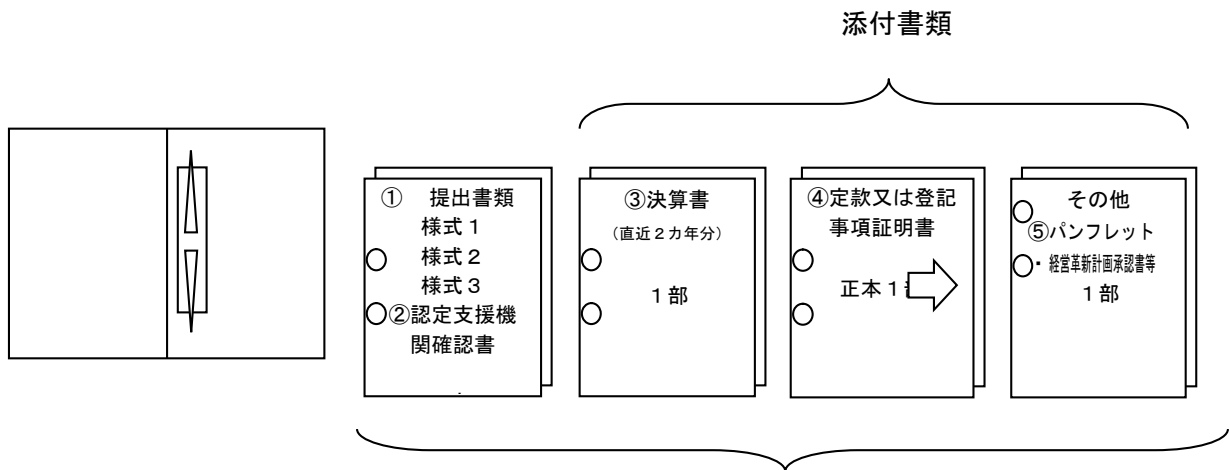 添付書類
① 提出書類
様式1
様式2
様式3
②認定支援機
関確認書
③決算書
(直近2カ年分)
1部
④定款又は登記
事項証明書
正本1
その他
⑤パンフレット
・経営革新計画承認書等
1部